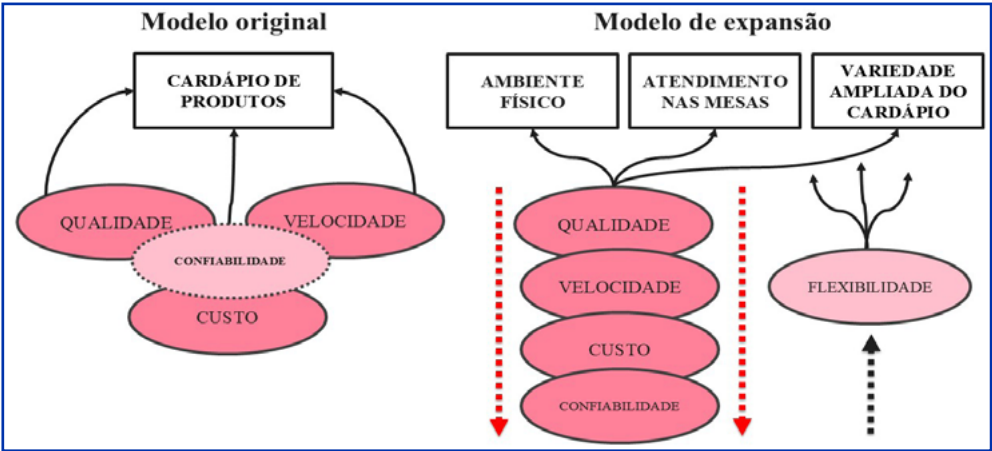 Modelo original
CARDÁPIO DE
PRODUTOS
QUALIDADE
VELOCIDADE
CONFIABILIDADE
CUSTO
Modelo de expansão
AMBIENTE
FÍSICO
ATENDIMENTO
NAS MESAS
VARIEDADE
AMPLIADA DO
CARDÁPIO
QUALIDADE
VELOCIDADE
CUSTO
CONFIABILIDADE
FLEXIBILIDADE